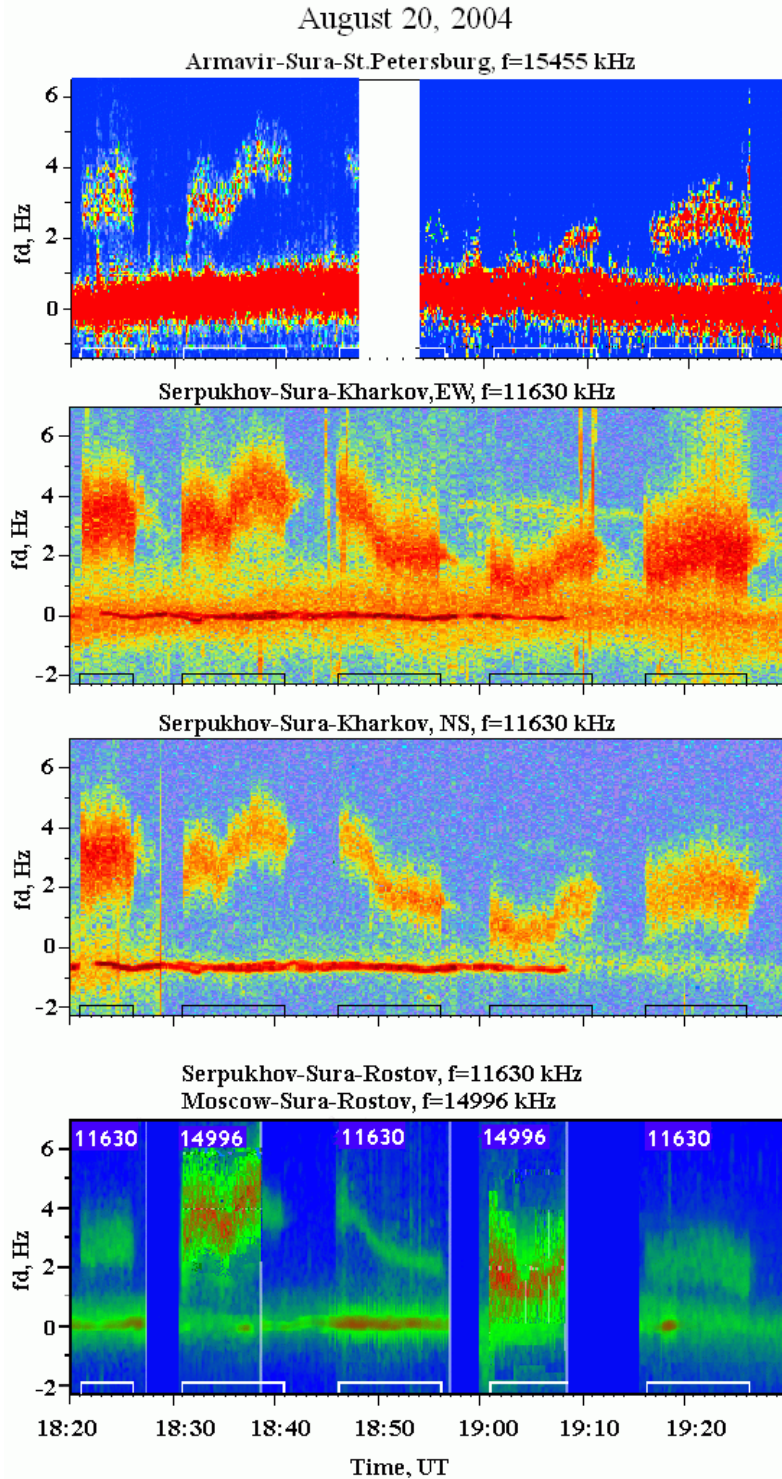 August 20, 2004
Armavir-Sura-St.Petersburg, f=15455 kHz
6
4
2
0
fd, Hz
Serpukhov-Sura-Kharkov,EW, f=11630 kHz
6
4
2
0
-2
fd, Hz
Serpukhov-Sura-Kharkov, NS, f=11630 kHz
6
4
2
0
-2
fd, Hz
Serpukhov-Sura-Rostov, f=11630 kHz
Moscow-Sura-Rostov, f=14996 kHz
11630 14996 11630 14996 11630
6
4
2
0
-2
fd, Hz
18:20 18:30 18:40 18:50 19:00 19:10 19:20
Time, UT